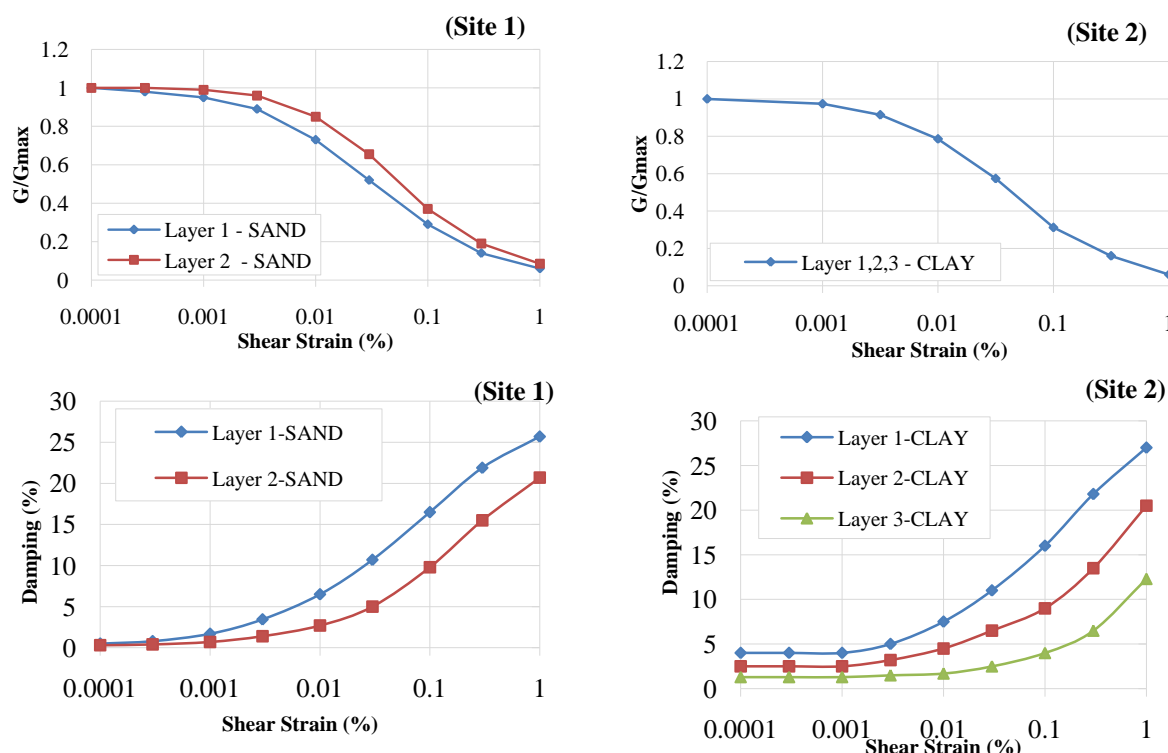 (Site 1)
1.2
1
0.8
0.6
0.4
0.2
0
G/Gmax
Layer 1 - SAND
Layer 2 - SAND
0.0001 0.001 0.01 0.1 1
Shear Strain (%)
(Site 2)
1.2
1
0.8
0.6
0.4
0.2
0
G/Gmax
Layer 1,2,3 - CLAY
0.0001 0.001 0.01 0.1 1
Shear Strain (%)
(Site 1)
30
25
20
15
10
5
0
Damping (%)
Layer 1-SAND
Layer 2-SAND
0.0001 0.001 0.01 0.1 1
Shear Strain (%)
(Site 2)
30
25
20
15
10
5
0
Damping (%)
Layer 1-CLAY
Layer 2-CLAY
Layer 3-CLAY
0.0001 0.001 0.01 0.1 1
Shear Strain (%)